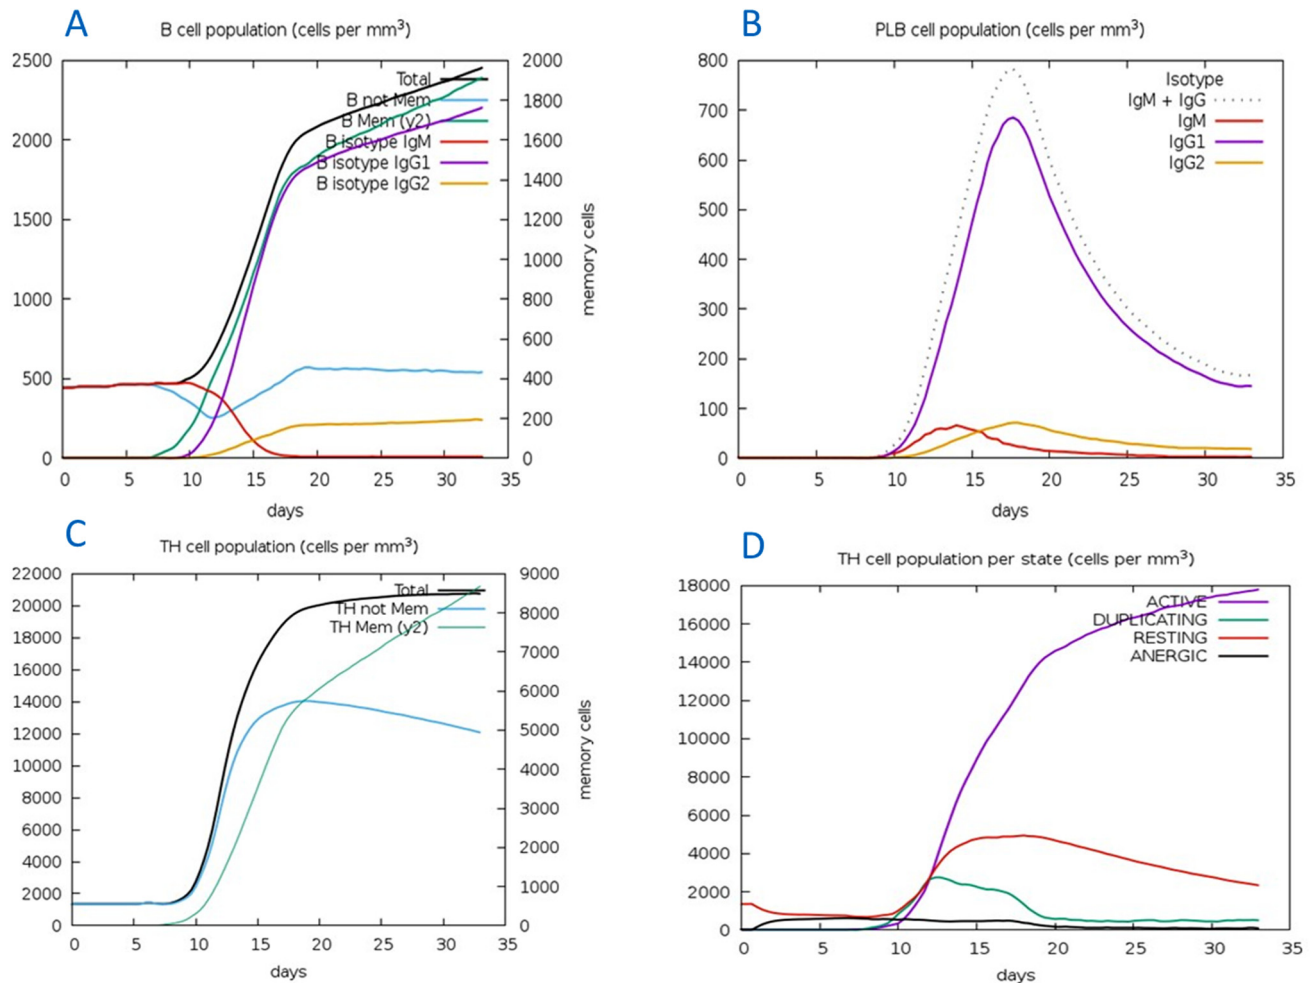 A
B cell population (cells per mm³)
2500
2000
1500
1000
500
0
2000
1800
1600
1400
1200
1000
800
600
400
200
0
memory cells
Total
B not Mem
B Mem (y2)
B isotype IgM
B isotype IgG1
B isotype IgG2
0 5 10 15 20 25 30 35
days
B
PLB cell population (cells per mm³)
800
700
600
500
400
300
200
100
0
Isotype
IgM + IgG
IgM
IgG1
IgG2
0 5 10 15 20 25 30 35
days
C
TH cell population (cells per mm³)
22000
20000
18000
16000
14000
12000
10000
8000
6000
4000
2000
0
9000
8000
7000
6000
5000
4000
3000
2000
1000
0
memory cells
Total
TH not Mem
TH Mem (y2)
0 5 10 15 20 25 30 35
days
D
TH cell population per state (cells per mm³)
18000
16000
14000
12000
10000
8000
6000
4000
2000
0
ACTIVE
DUPLICATING
RESTING
ANERGIC
0 5 10 15 20 25 30 35
days